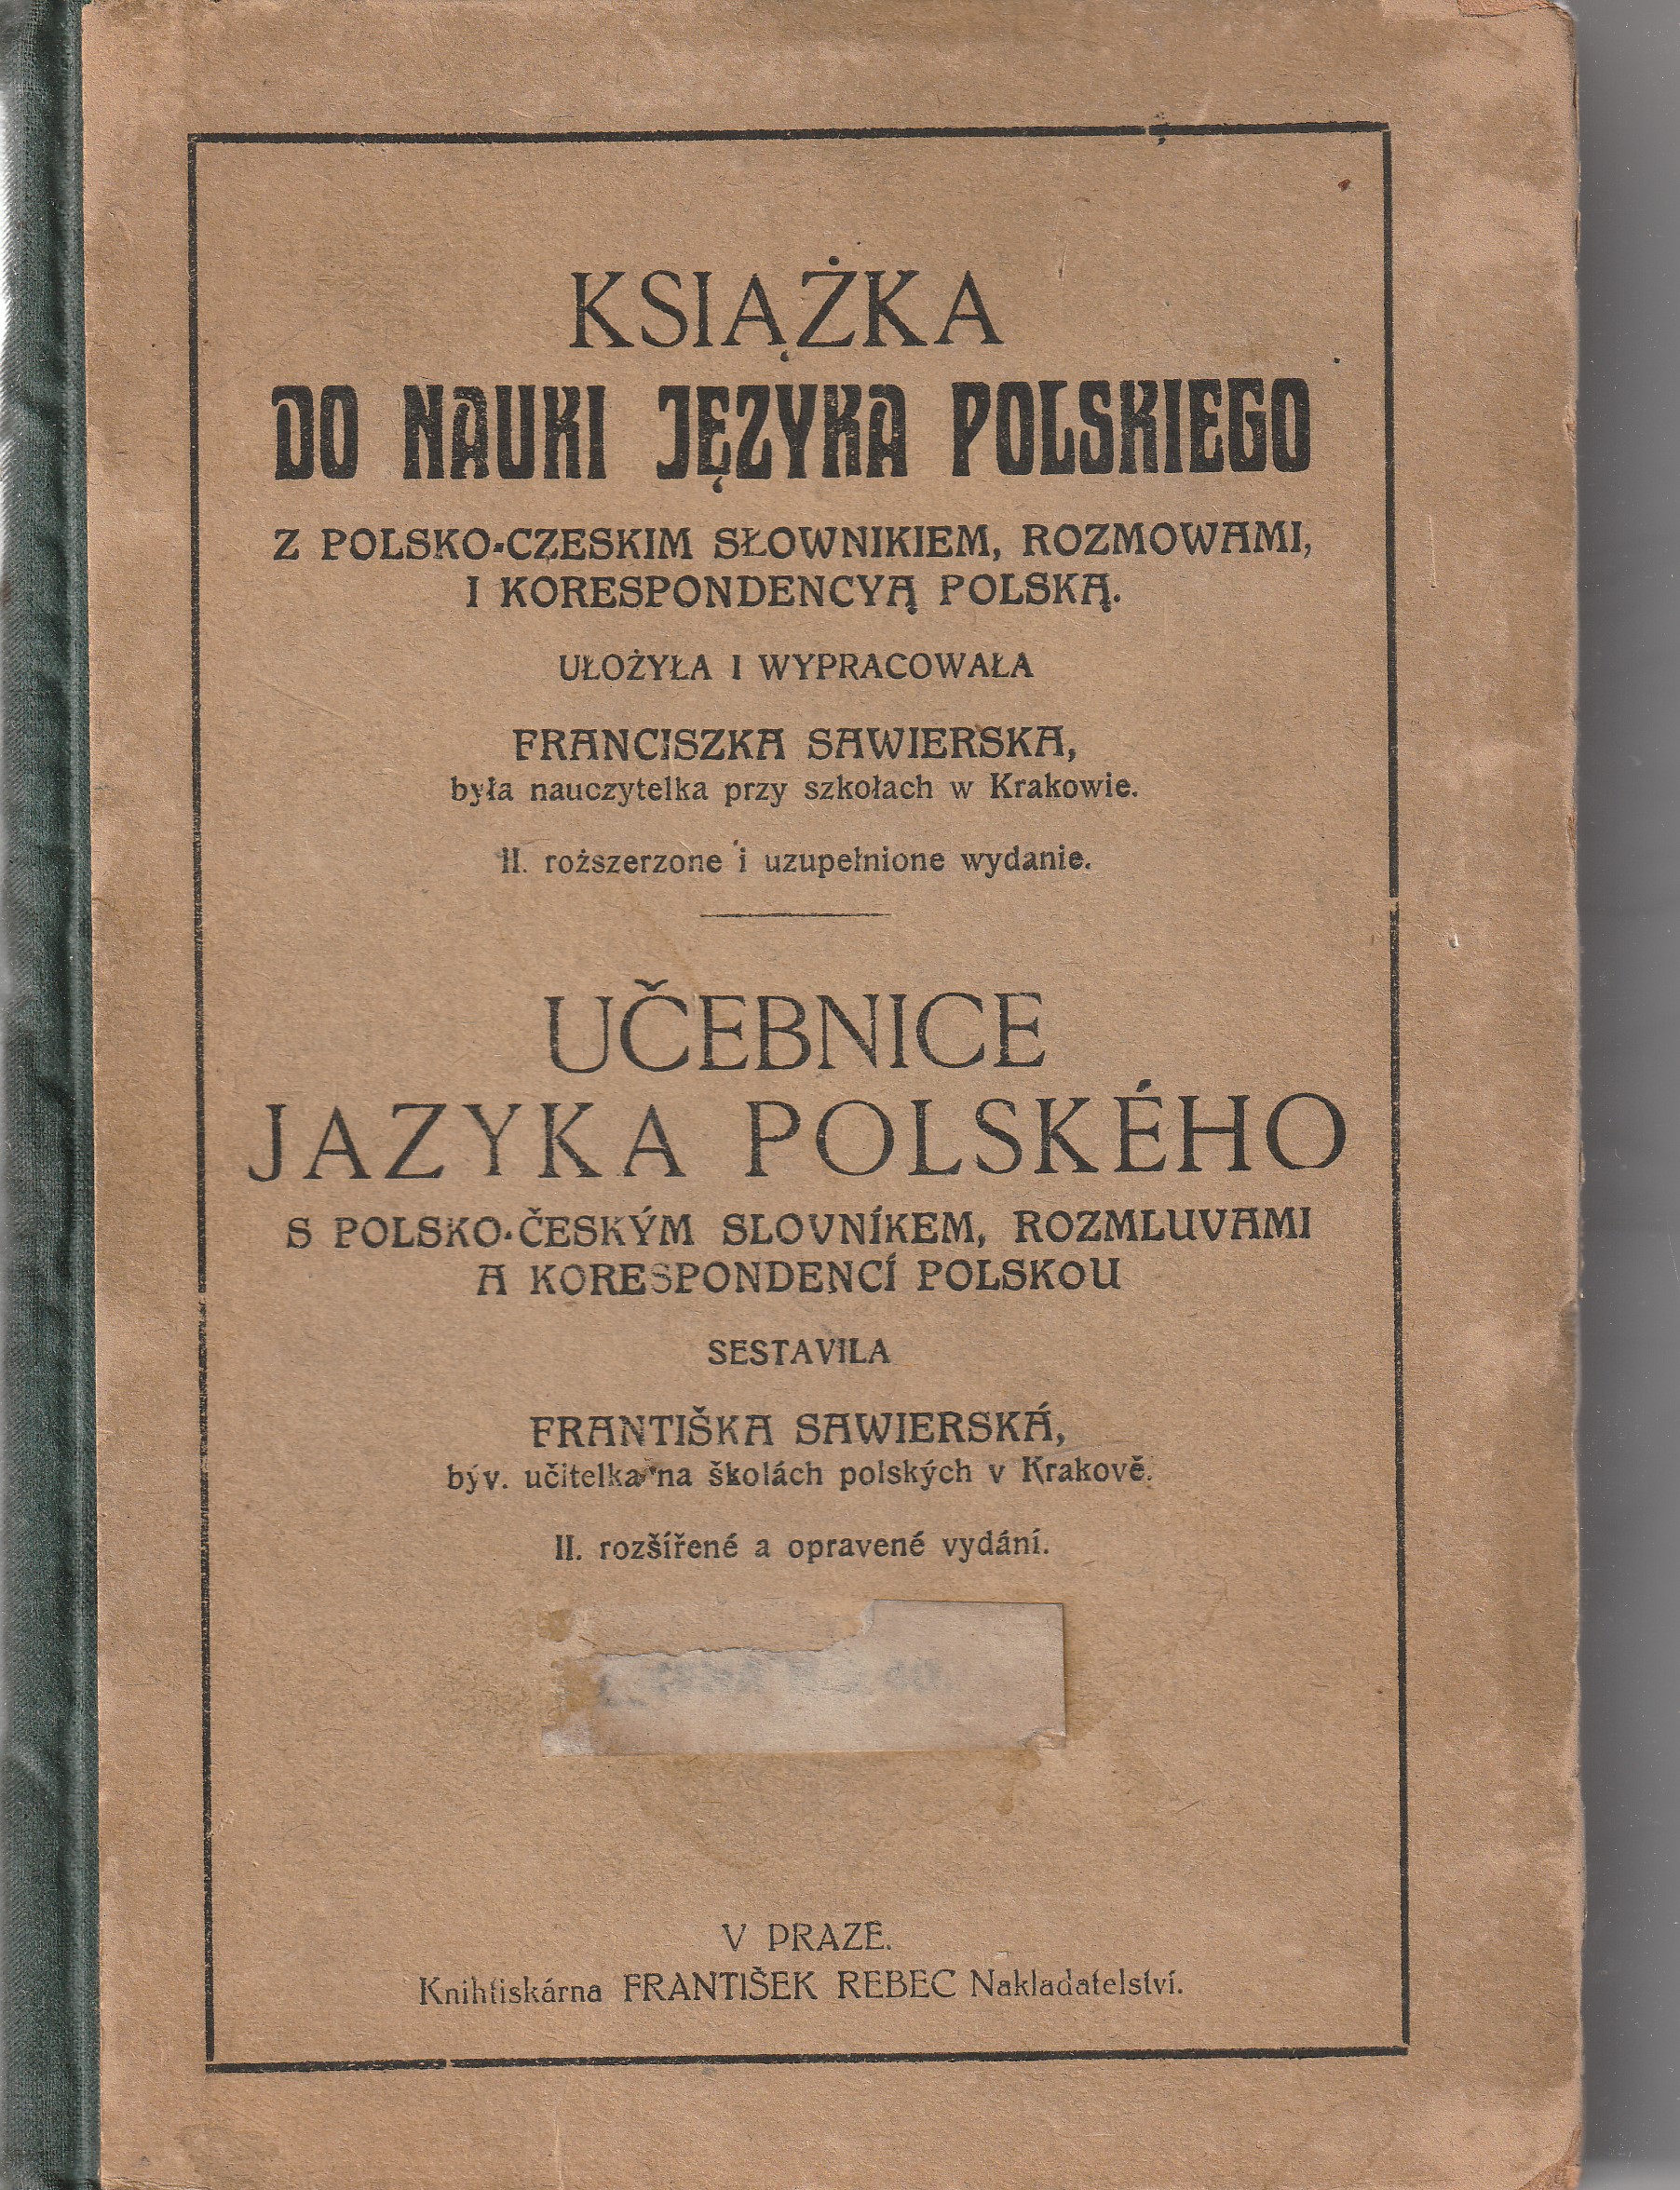 KSIĄŻKA
DO NAUKI JĘZYKA POLSKIEGO
Z POLSKO-CZESKIM SŁOWNIKIEM, ROZMOWAMI,
I KORESPONDENCYĄ POLSKĄ.
UŁOŻYŁA I WYPRACOWAŁA
FRANCISZKA SAWIERSKA,
była nauczytelka przy szkołach w Krakowie.
II. roższerzone i uzupełnione wydanie.
UČEBNICE
JAZYKA POLSKÉHO
S POLSKO-ČESKÝM SLOVNÍKEM, ROZMLUVAMI
A KORESPONDENCÍ POLSKOU
SESTAVILA
FRANTIŠKA SAWIERSKÁ,
býv. učitelka na školách polských v Krakově.
II. rozšířené a opravené vydání.
V PRAZE.
Knihtiskárna FRANTIŠEK REBEC Nakladatelství.